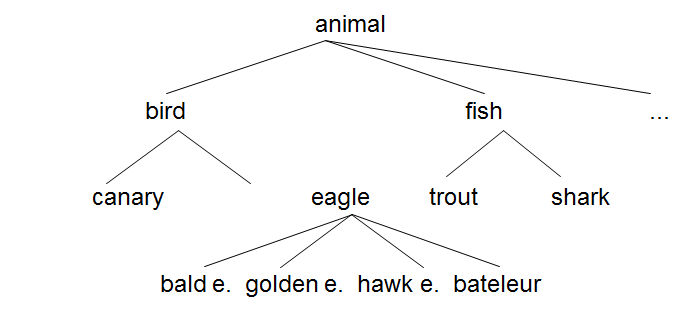 animal
bird fish ...
canary eagle trout shark
bald e. golden e. hawk e. bateleur